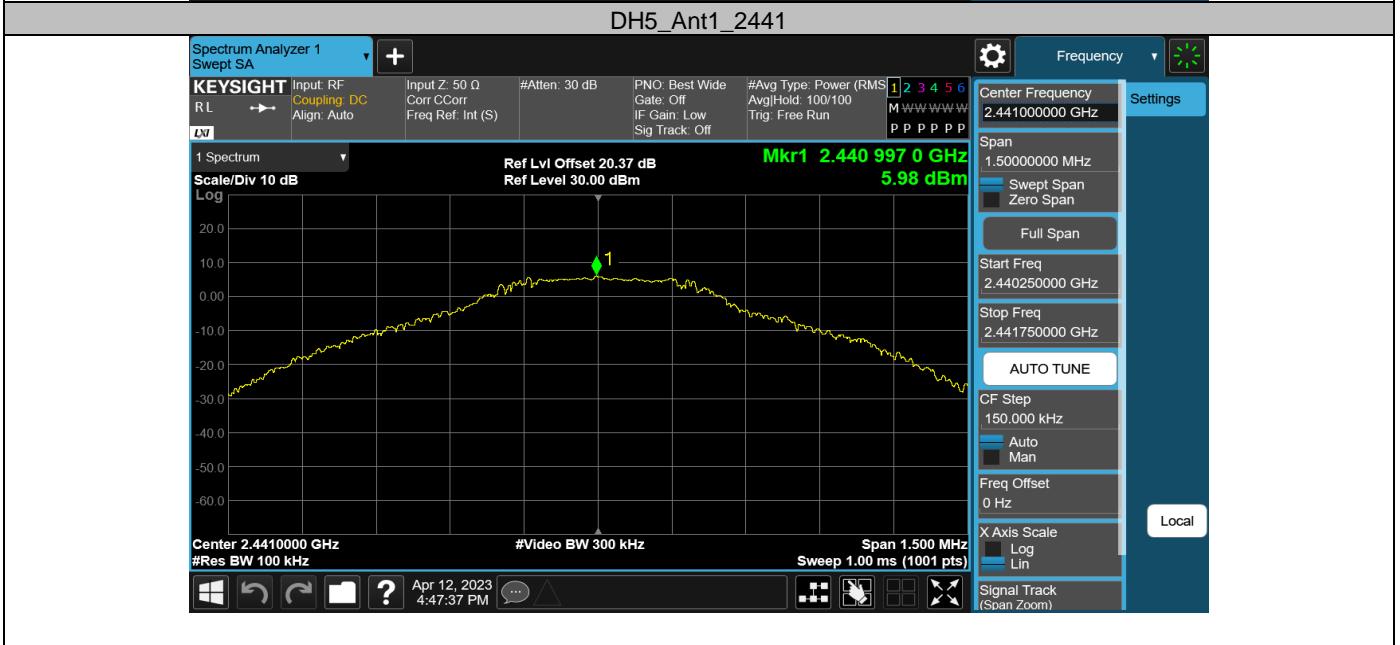 DH5_Ant1_2441
Spectrum Analyzer 1
Swept SA
Frequency
KEYSIGHT
R L
LXI
Input: RF
Coupling: DC
Align: Auto
Input Z: 50 Ω
Corr CCorr
Freq Ref: Int (S)
#Atten: 30 dB
PNO: Best Wide
Gate: Off
IF Gain: Low
Sig Track: Off
#Avg Type: Power (RMS
Avg|Hold: 100/100
Trig: Free Run
1 2 3 4 5 6
M W W W W W
P P P P P P
1 Spectrum
Scale/Div 10 dB
Log
Ref Lvl Offset 20.37 dB
Ref Level 30.00 dBm
Mkr1 2.440 997 0 GHz
5.98 dBm
1
20.0
10.0
0.00
-10.0
-20.0
-30.0
-40.0
-50.0
-60.0
Center 2.4410000 GHz
#Res BW 100 kHz
#Video BW 300 kHz
Span 1.500 MHz
Sweep 1.00 ms (1001 pts)
Center Frequency
2.441000000 GHz
Span
1.50000000 MHz
Swept Span
Zero Span
Full Span
Start Freq
2.440250000 GHz
Stop Freq
2.441750000 GHz
AUTO TUNE
CF Step
150.000 kHz
Auto
Man
Freq Offset
0 Hz
X Axis Scale
Log
Lin
Signal Track
(Span Zoom)
Settings
Local
?
Apr 12, 2023
4:47:37 PM